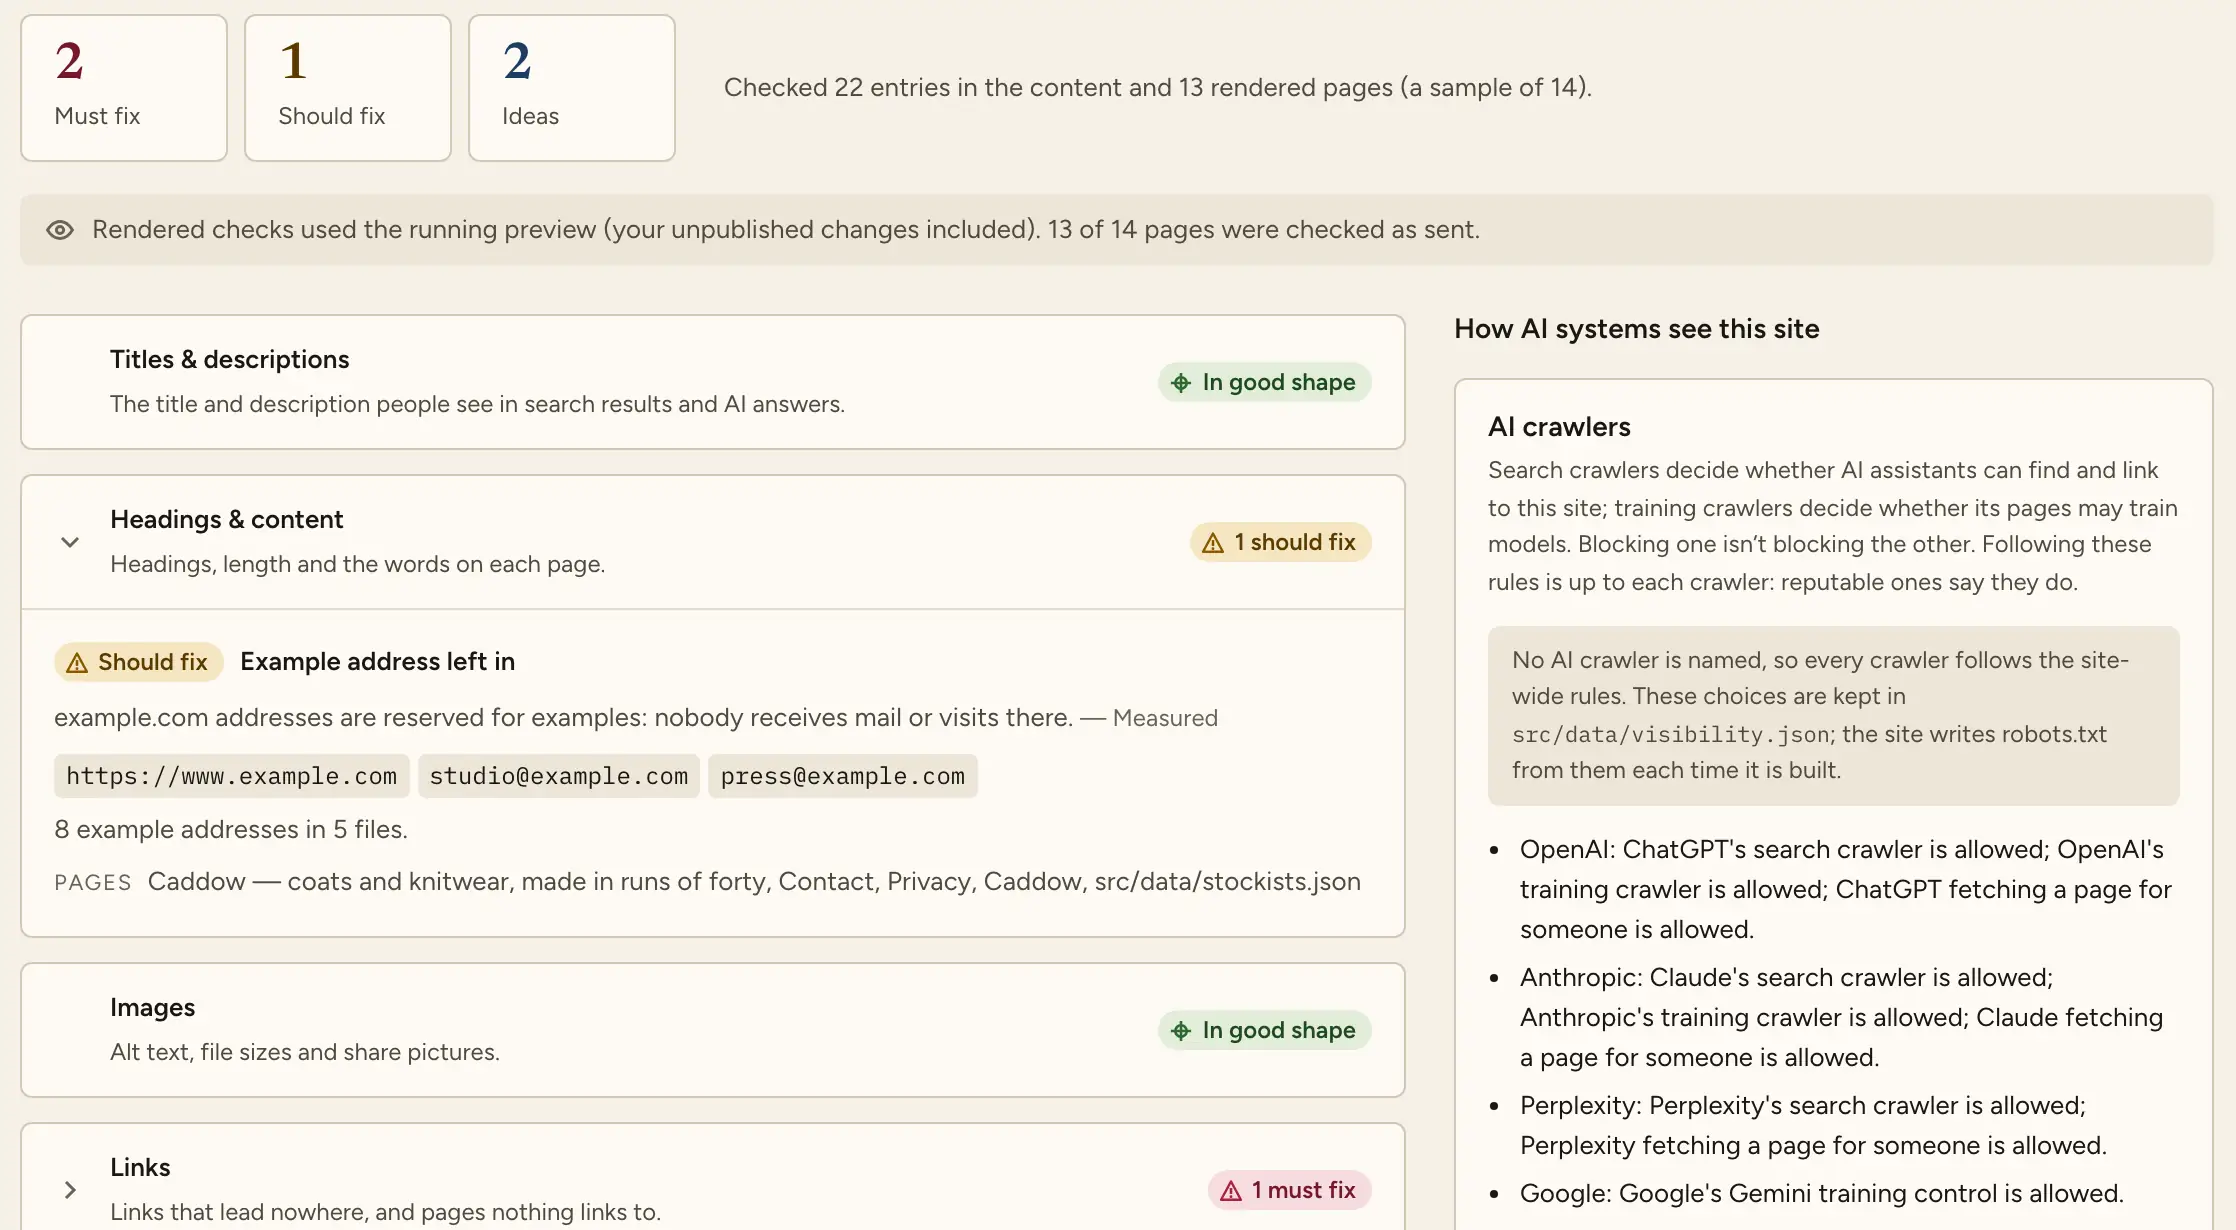 2
Must fix
1
Should fix
2
Ideas
Checked 22 entries in the content and 13 rendered pages (a sample of 14).
Rendered checks used the running preview (your unpublished changes included). 13 of 14 pages were checked as sent.
Titles & descriptions
The title and description people see in search results and AI answers.
In good shape
Headings & content
Headings, length and the words on each page.
1 should fix
Should fix Example address left in
example.com addresses are reserved for examples: nobody receives mail or visits there. — Measured
https://www.example.com studio@example.com press@example.com
8 example addresses in 5 files.
PAGES Caddow — coats and knitwear, made in runs of forty, Contact, Privacy, Caddow, src/data/stockists.json
Images
Alt text, file sizes and share pictures.
In good shape
Links
Links that lead nowhere, and pages nothing links to.
1 must fix
How AI systems see this site
AI crawlers
Search crawlers decide whether AI assistants can find and link
to this site; training crawlers decide whether its pages may train
models. Blocking one isn’t blocking the other. Following these
rules is up to each crawler: reputable ones say they do.
No AI crawler is named, so every crawler follows the site-
wide rules. These choices are kept in
src/data/visibility.json; the site writes robots.txt
from them each time it is built.
• OpenAI: ChatGPT's search crawler is allowed; OpenAI's
training crawler is allowed; ChatGPT fetching a page for
someone is allowed.
• Anthropic: Claude's search crawler is allowed;
Anthropic's training crawler is allowed; Claude fetching
a page for someone is allowed.
• Perplexity: Perplexity's search crawler is allowed;
Perplexity fetching a page for someone is allowed.
• Google: Google's Gemini training control is allowed.